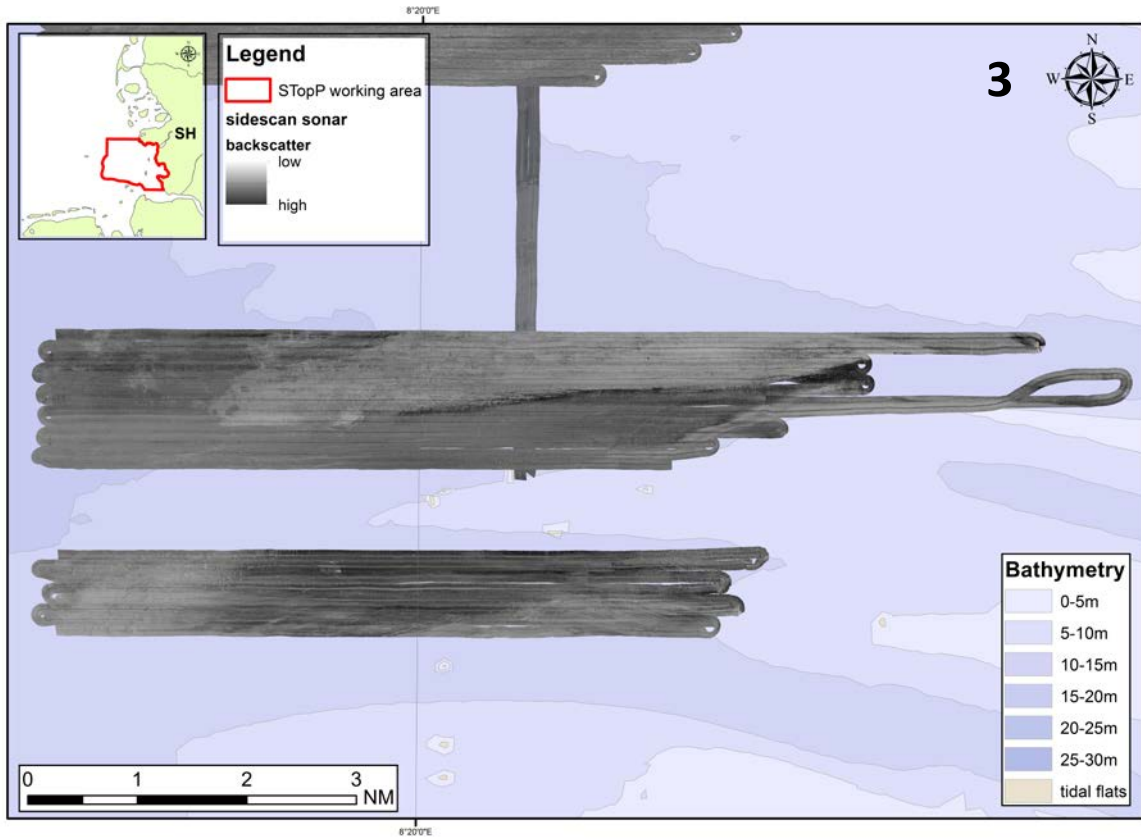 8°20'0"E
Legend
STopP working area
sidescan sonar
backscatter
low
high
SH
3
N
W E
S
Bathymetry
0-5m
5-10m
10-15m
15-20m
20-25m
25-30m
tidal flats
0 1 2 3
NM
8°20'0"E